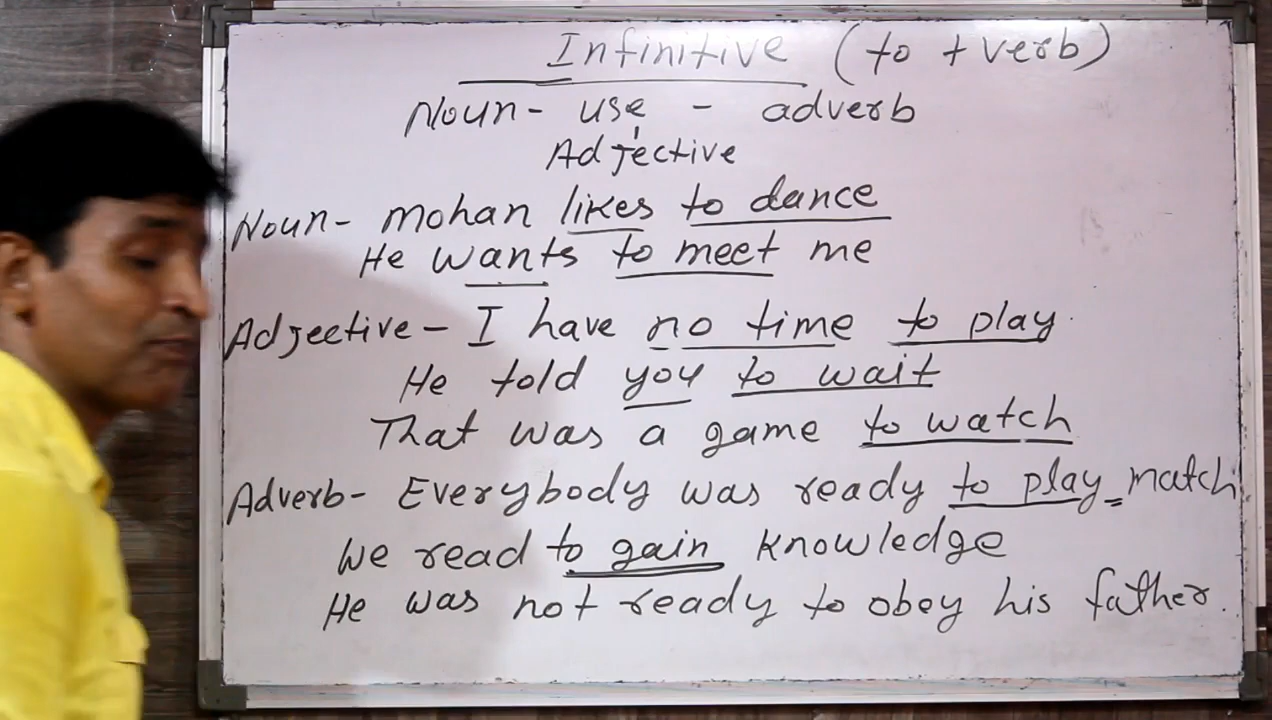 Infinitive (to + verb)
Noun - use - adverb
Adjective
Noun - mohan likes to dance
He wants to meet me
Adjective - I have no time to play.
He told you to wait
That was a game to watch
Adverb - Everybody was ready to play match
We read to gain knowledge
He was not ready to obey his father.